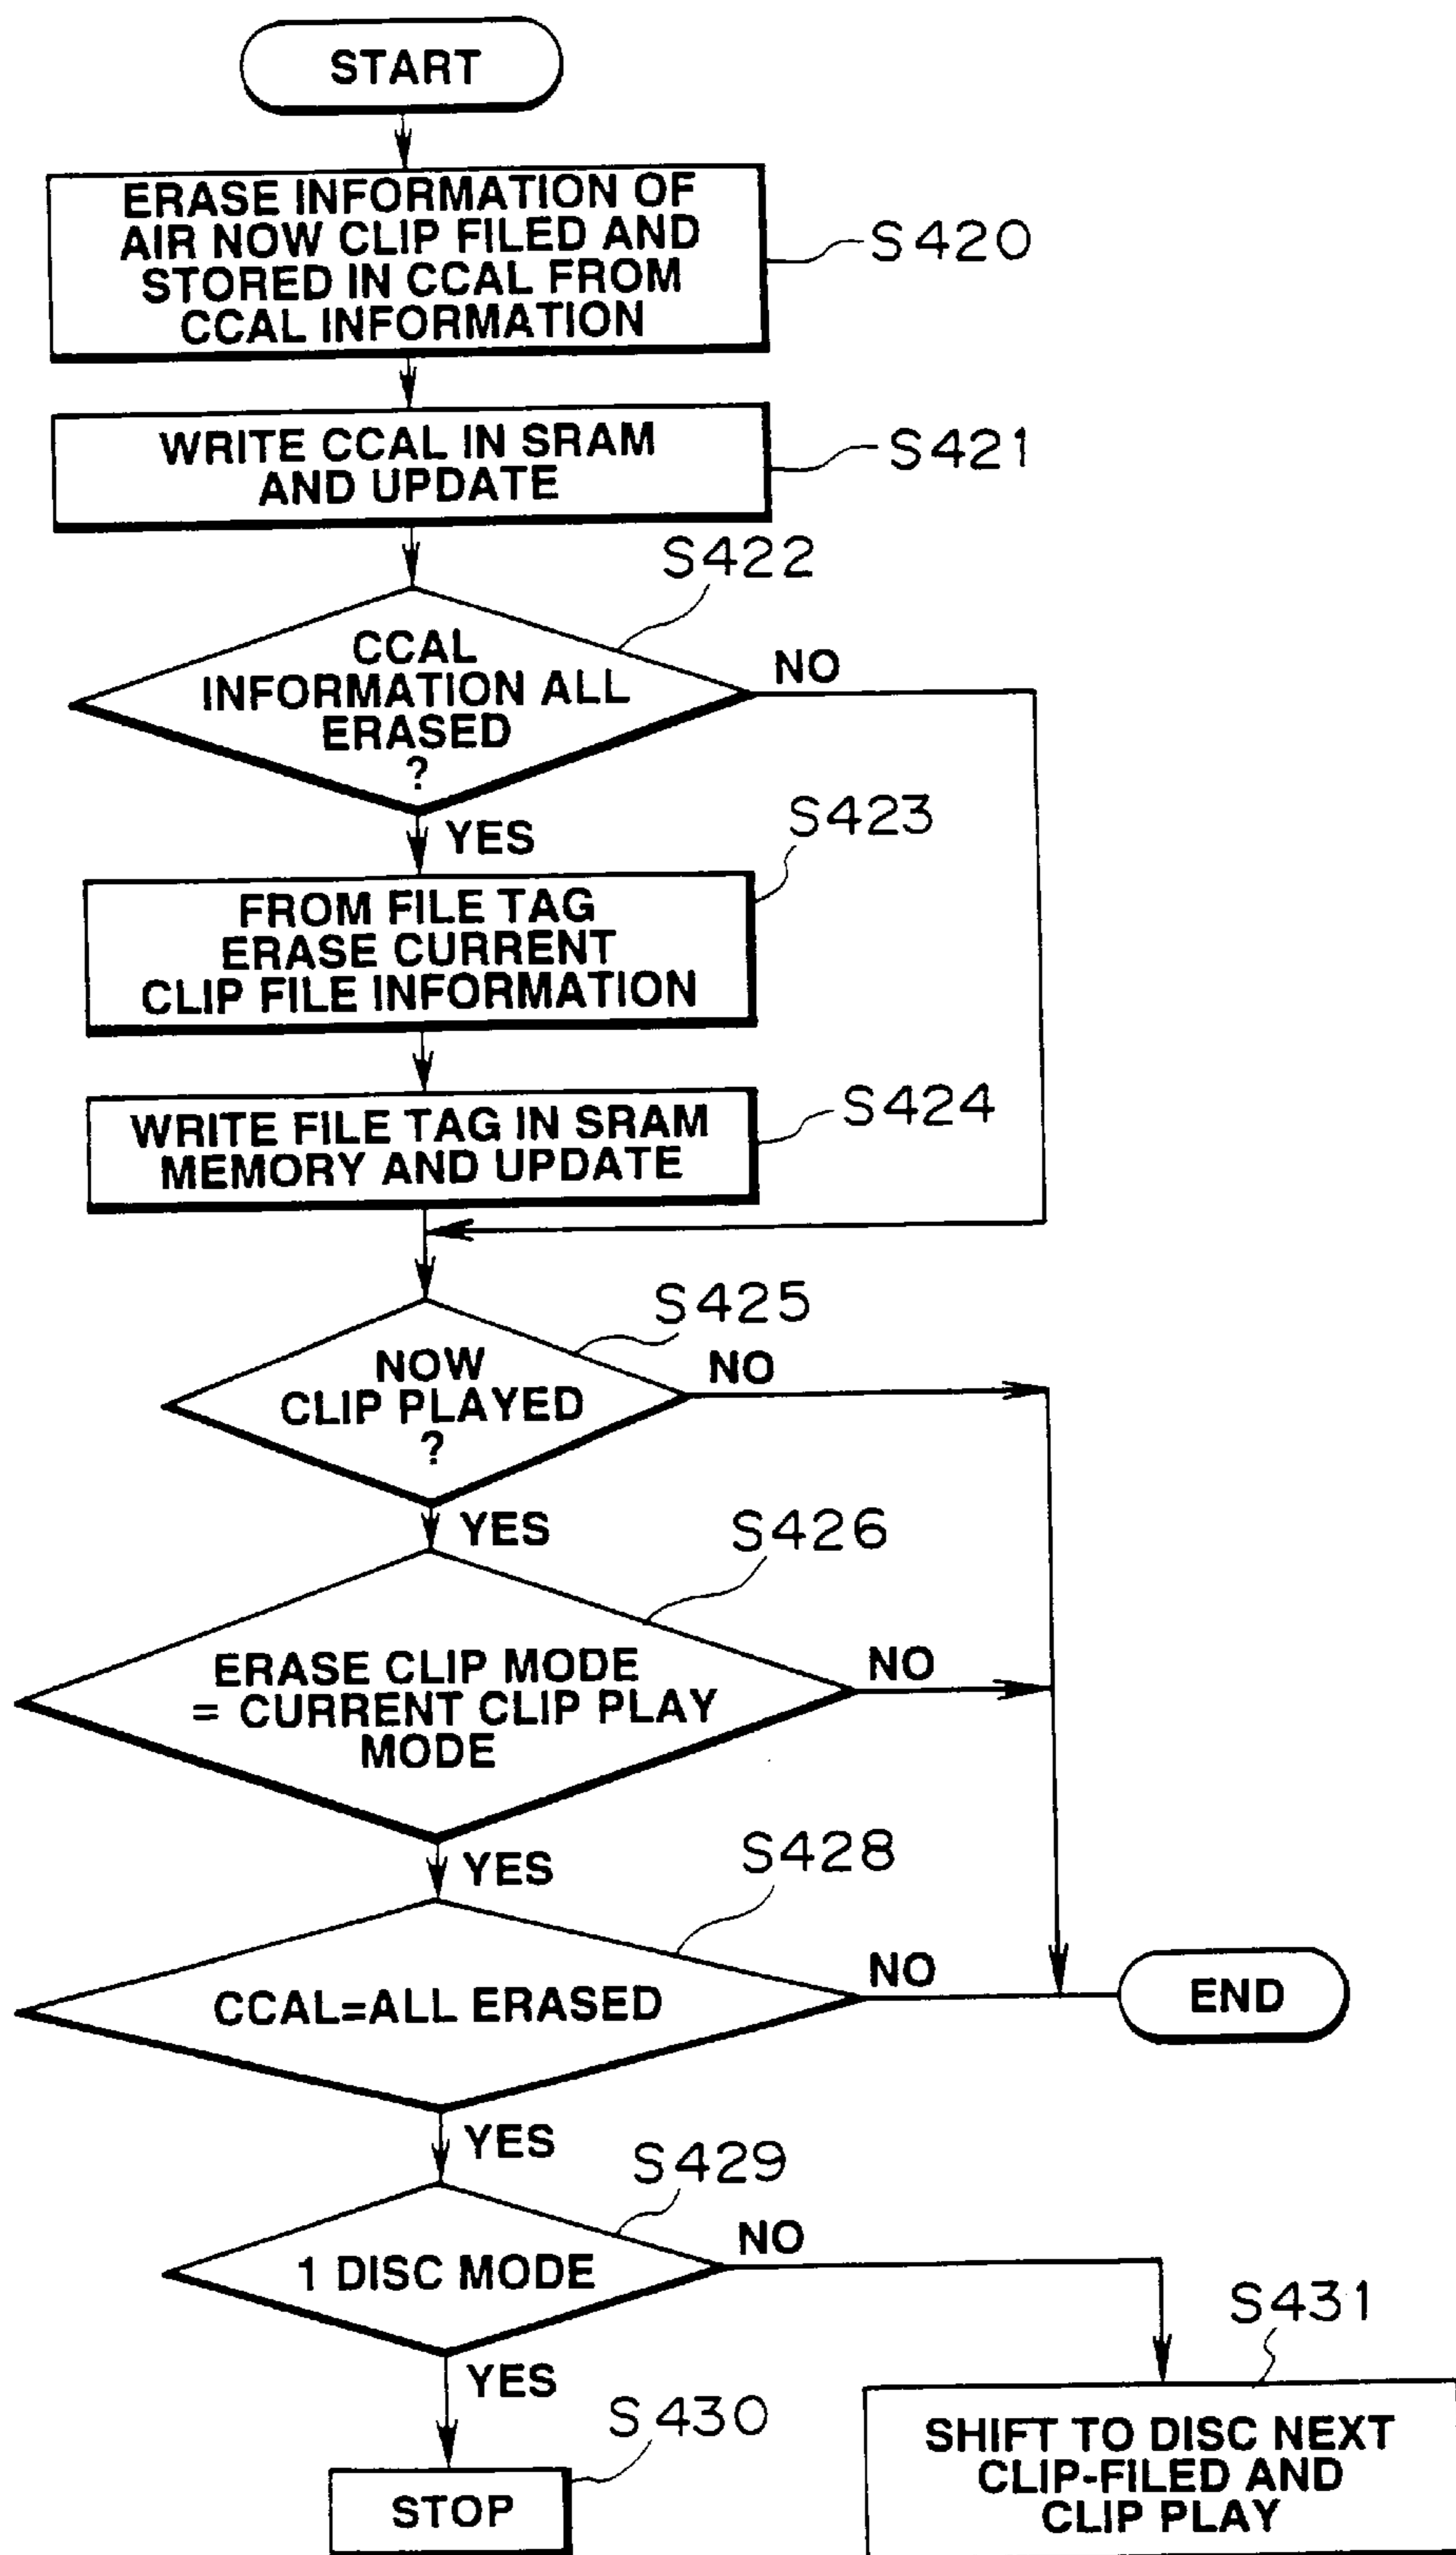 START
ERASE INFORMATION OF
AIR NOW CLIP FILED AND
STORED IN CCAL FROM
CCAL INFORMATION
S420
WRITE CCAL IN SRAM
AND UPDATE
S421
S422
CCAL
INFORMATION ALL
ERASED
?
NO
YES
S423
FROM FILE TAG
ERASE CURRENT
CLIP FILE INFORMATION
S424
WRITE FILE TAG IN SRAM
MEMORY AND UPDATE
S425
NOW
CLIP PLAYED
?
NO
YES
S426
ERASE CLIP MODE
= CURRENT CLIP PLAY
MODE
NO
YES
S428
CCAL=ALL ERASED
NO
END
YES
S429
1 DISC MODE
NO
YES
S430
STOP
S431
SHIFT TO DISC NEXT
CLIP-FILED AND
CLIP PLAY